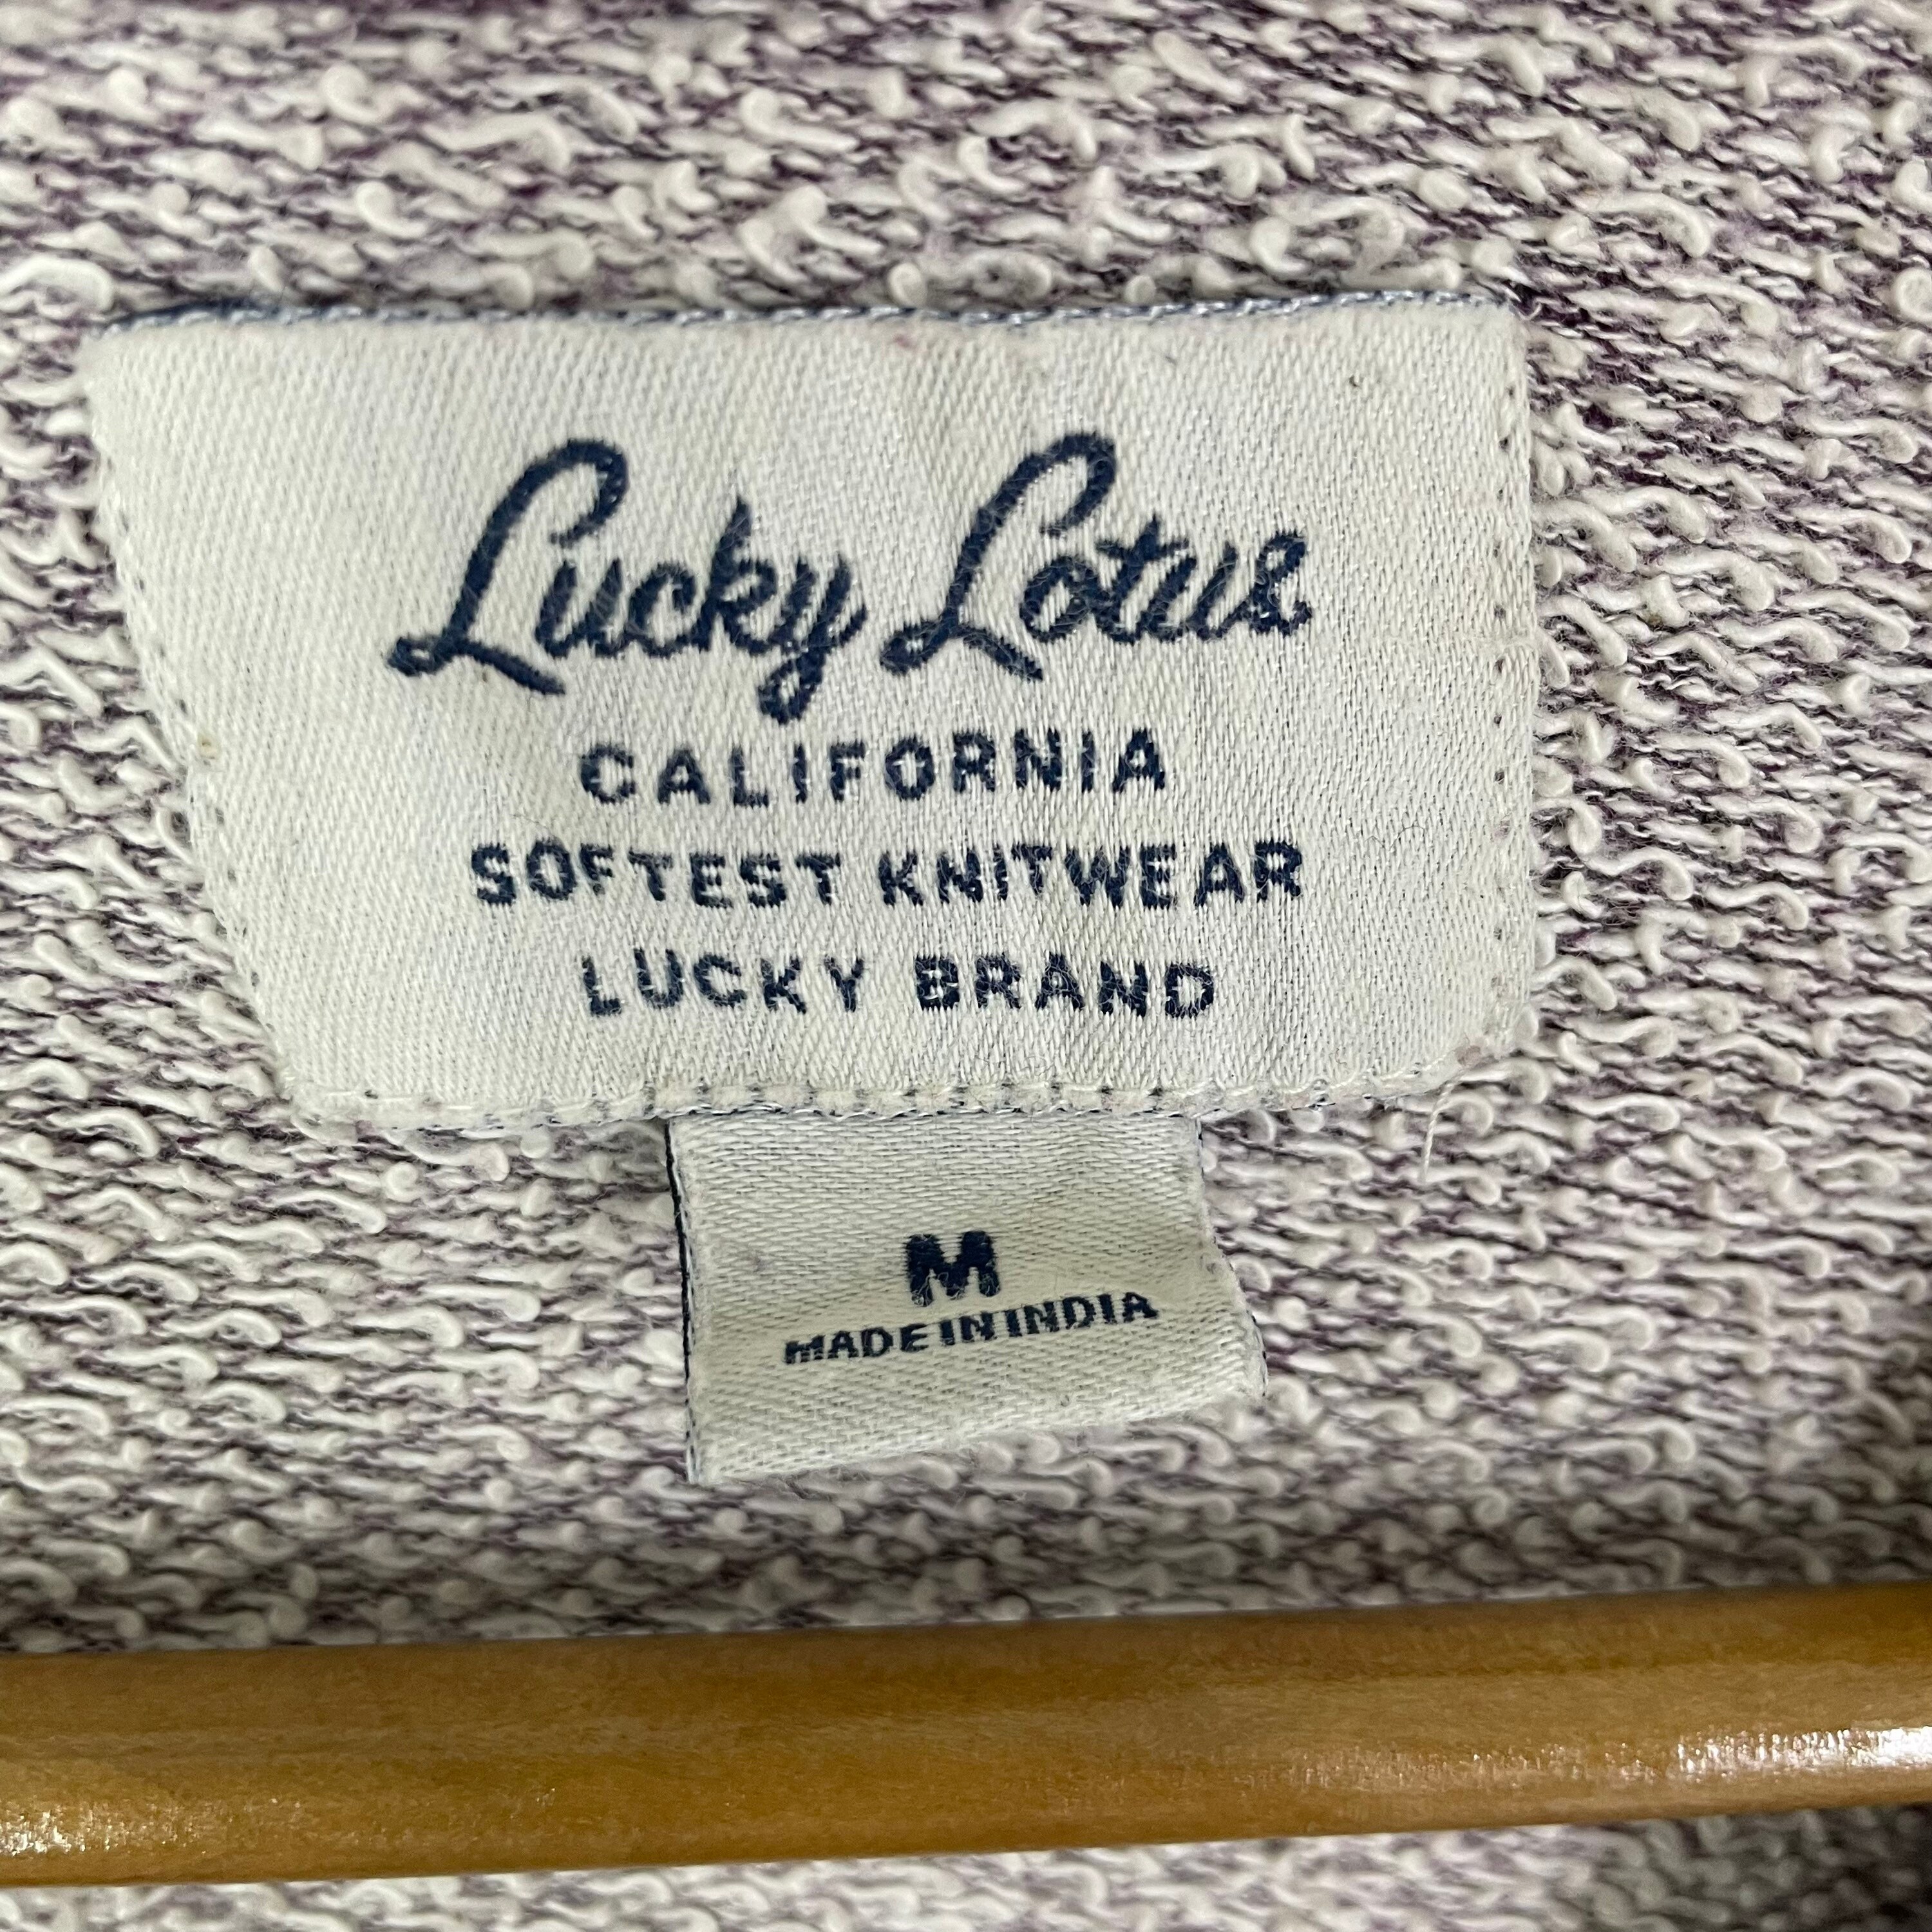 Lucky Lotus
CALIFORNIA
SOFTEST KNITWEAR
LUCKY BRAND
M
MADE IN INDIA